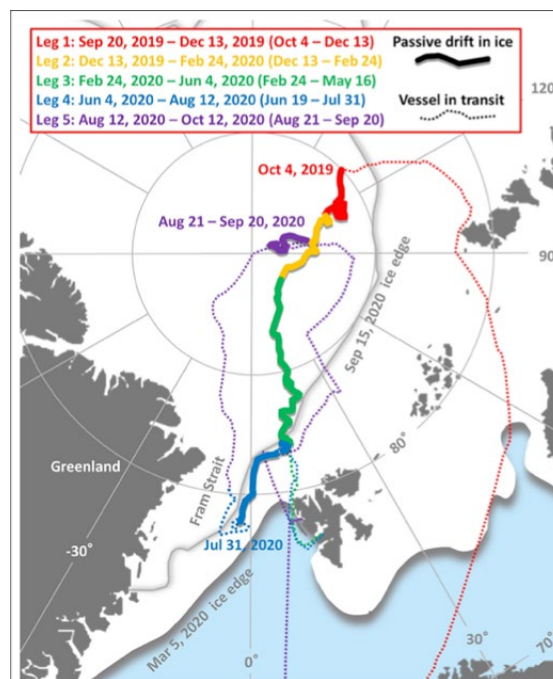 Leg 1: Sep 20, 2019 – Dec 13, 2019 (Oct 4 – Dec 13)
Leg 2: Dec 13, 2019 – Feb 24, 2020 (Dec 13 – Feb 24)
Leg 3: Feb 24, 2020 - Jun 4, 2020 (Feb 24 – May 16)
Leg 4: Jun 4, 2020 – Aug 12, 2020 (Jun 19 – Jul 31)
Leg 5: Aug 12, 2020 – Oct 12, 2020 (Aug 21 – Sep 20)
Passive drift in ice
Vessel in transit
120
Oct 4, 2019
Aug 21 – Sep 20, 2020
90
Sep 15, 2020 ice edge
80°
Greenland
Fram Strait
-30°
Jul 31, 2020
Mar 5, 2020 ice edge
0°
30°
70°